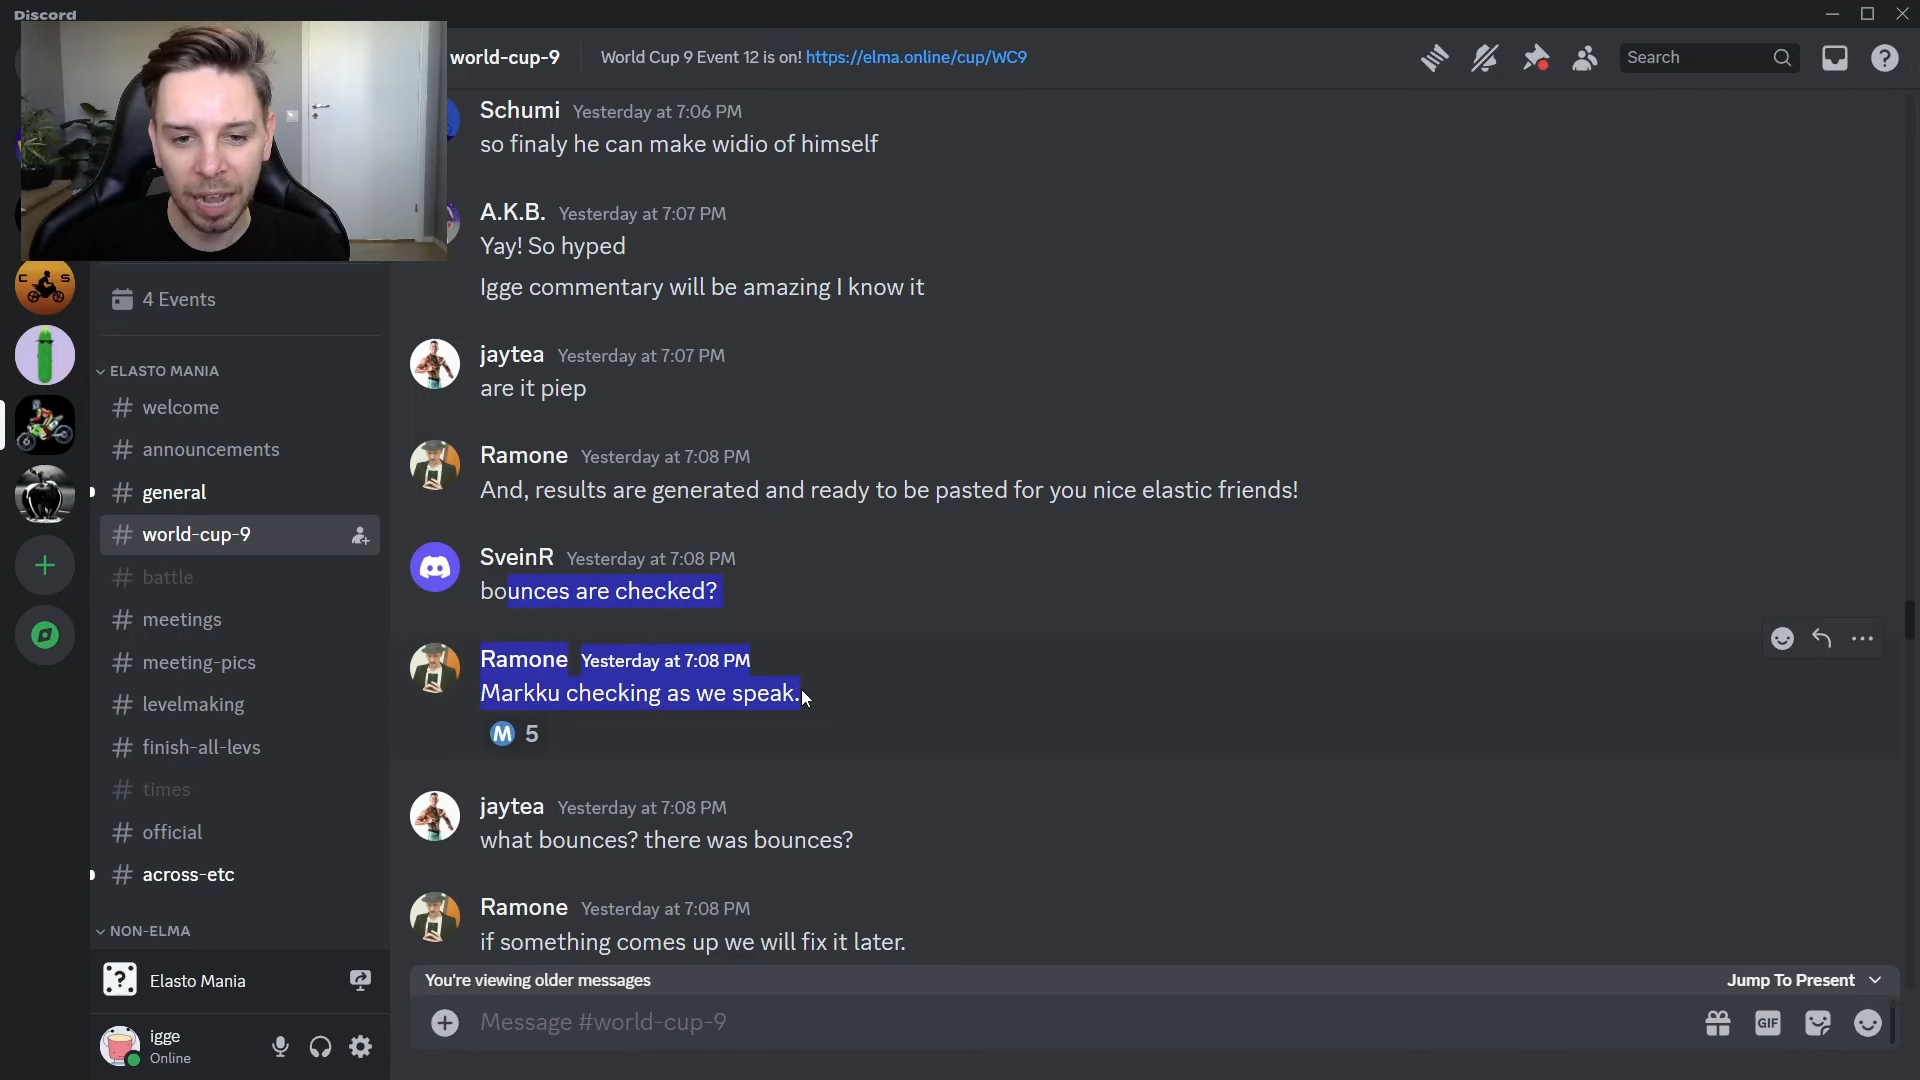 Discord
world-cup-9
World Cup 9 Event 12 is on! https://elma.online/cup/WC9
Search
Schumi Yesterday at 7:06 PM
so finaly he can make widio of himself
A.K.B. Yesterday at 7:07 PM
Yay! So hyped
Igge commentary will be amazing I know it
jaytea Yesterday at 7:07 PM
are it piep
Ramone Yesterday at 7:08 PM
And, results are generated and ready to be pasted for you nice elastic friends!
SveinR Yesterday at 7:08 PM
bounces are checked?
Ramone Yesterday at 7:08 PM
Markku checking as we speak.
M 5
jaytea Yesterday at 7:08 PM
what bounces? there was bounces?
Ramone Yesterday at 7:08 PM
if something comes up we will fix it later.
You're viewing older messages
Jump To Present
Message #world-cup-9
GIF
C S
4 Events
ELASTO MANIA
# welcome
# announcements
# general
# world-cup-9
# battle
# meetings
# meeting-pics
# levelmaking
# finish-all-levs
# times
# official
# across-etc
NON-ELMA
Elasto Mania
igge
Online